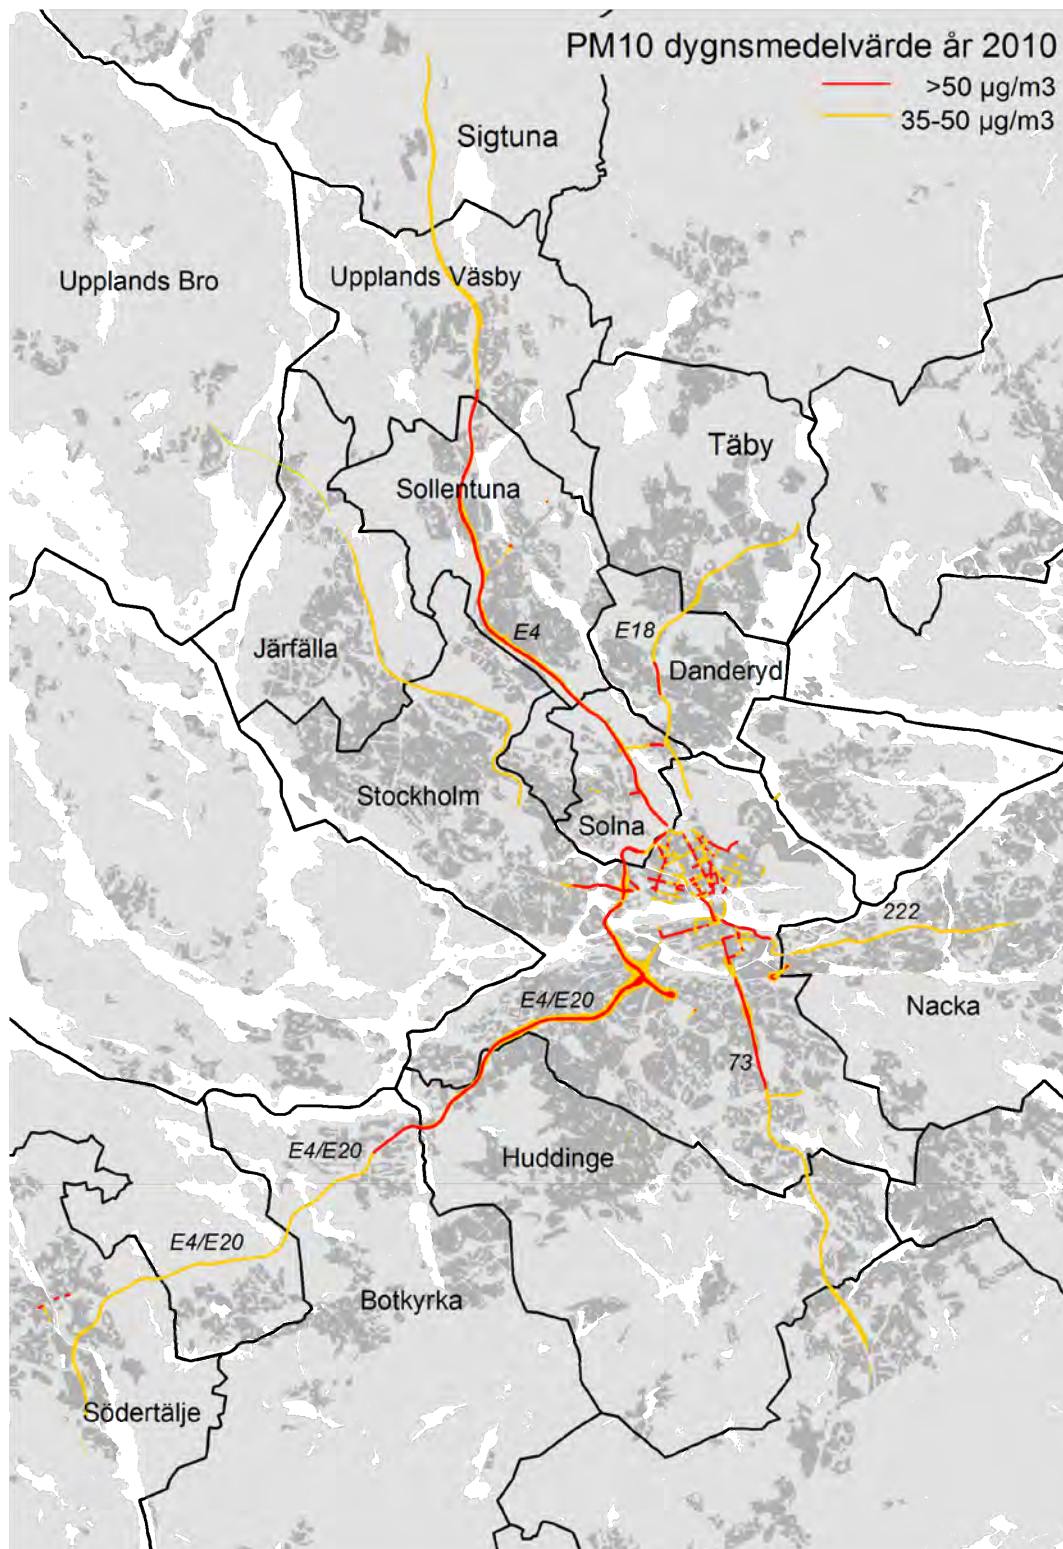 PM10 dygnsmedelvärde år 2010
>50 µg/m3
35-50 µg/m3
Sigtuna
Upplands Bro
Upplands Väsby
Täby
Sollentuna
E4
E18
Järfälla
Danderyd
Stockholm
Solna
222
E4/E20
Nacka
73
E4/E20
Huddinge
E4/E20
Botkyrka
Södertälje